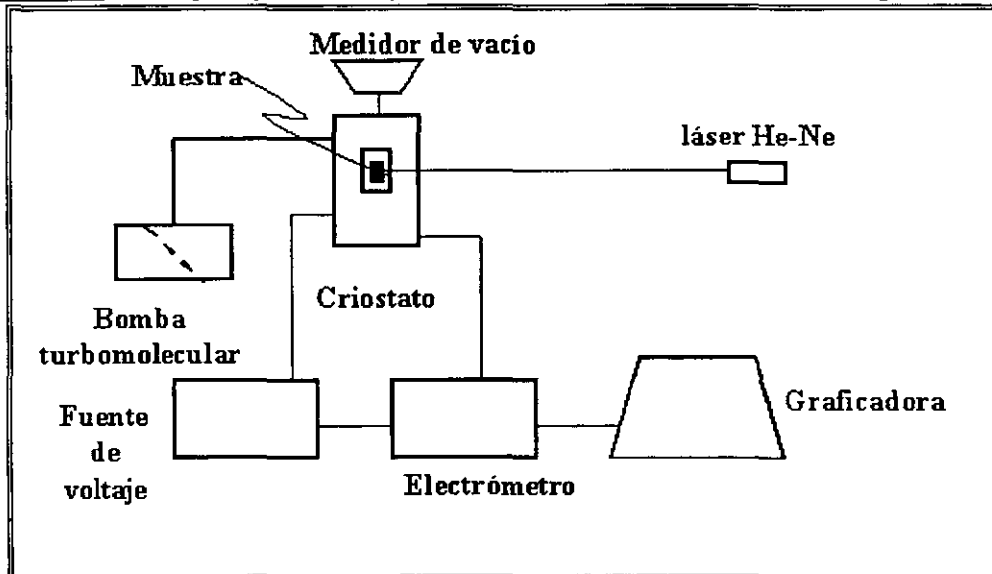 Medidor de vacío
Muestra
láser He-Ne
Criostato
Bomba
turbomolecular
Fuente
de
voltaje
Electrómetro
Graficadora